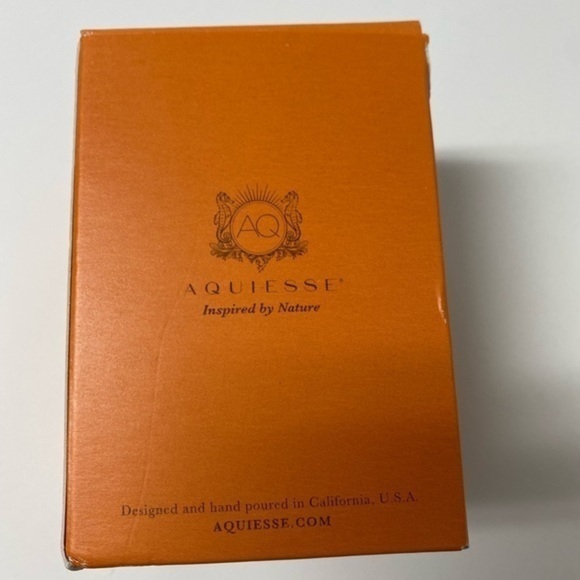 AQ
AQUIESSE®
Inspired by Nature
Designed and hand poured in California, U.S.A.
AQUIESSE.COM